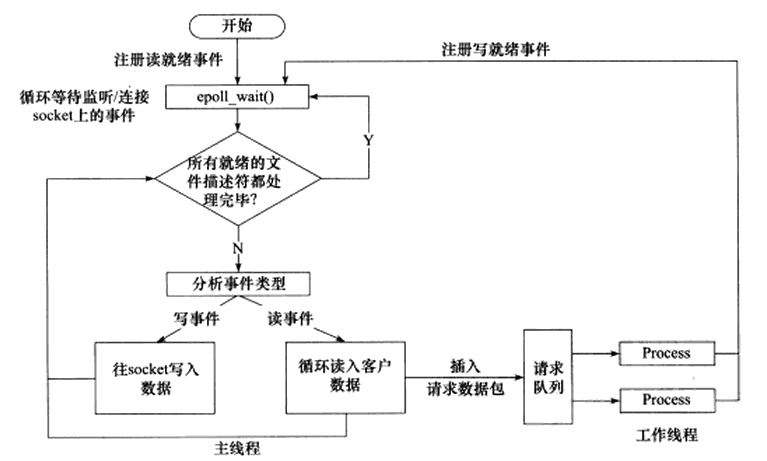 开始
注册读就绪事件
注册写就绪事件
循环等待监听/连接
socket上的事件
epoll_wait()
Y
所有就绪的文
件描述符都处
理完毕?
N
分析事件类型
写事件
读事件
往socket写入
数据
循环读入客户
数据
插入
请求数据包
请求
队列
Process
Process
主线程
工作线程